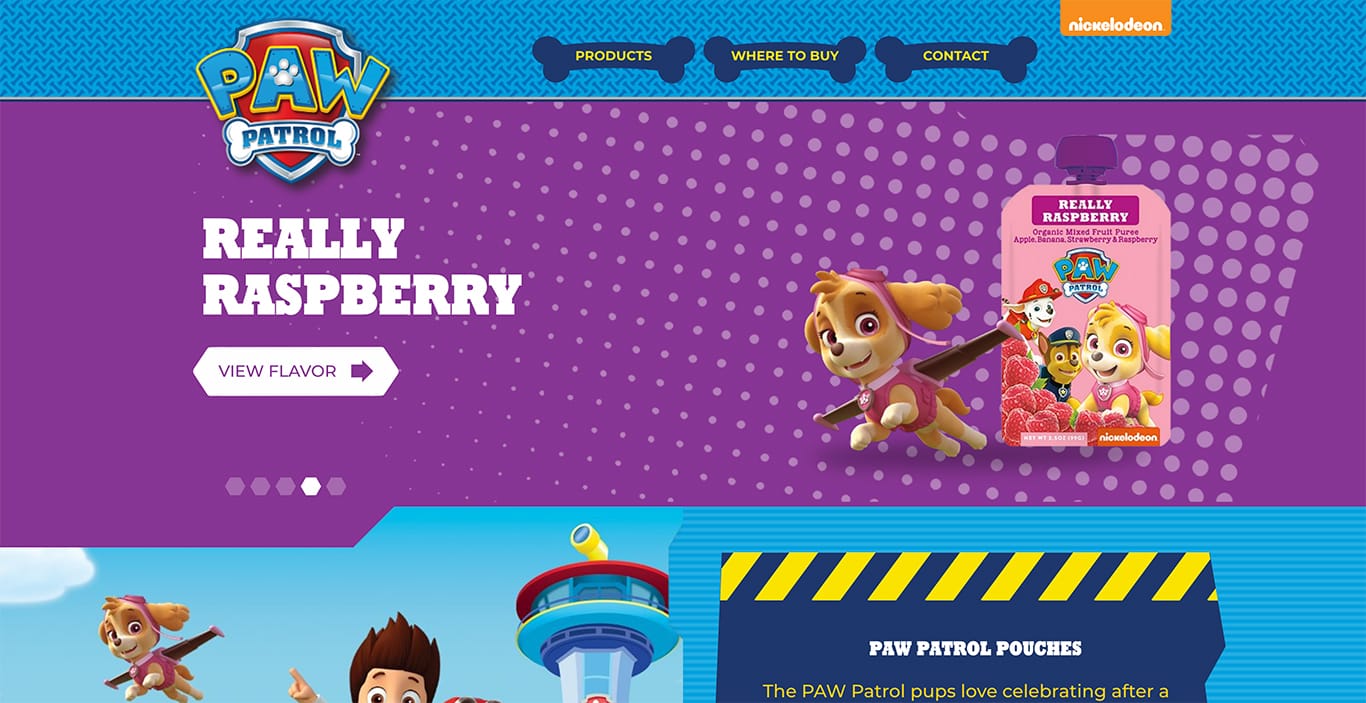 PAW
PATROL
PRODUCTS
WHERE TO BUY
CONTACT
nickelodeon
REALLY
RASPBERRY
VIEW FLAVOR
REALLY
RASPBERRY
Organic Mixed Fruit Puree
Apple, Banana, Strawberry & Raspberry
PAW
PATROL
NET WT 3.5OZ (99G)
nickelodeon
PAW PATROL POUCHES
The PAW Patrol pups love celebrating after a